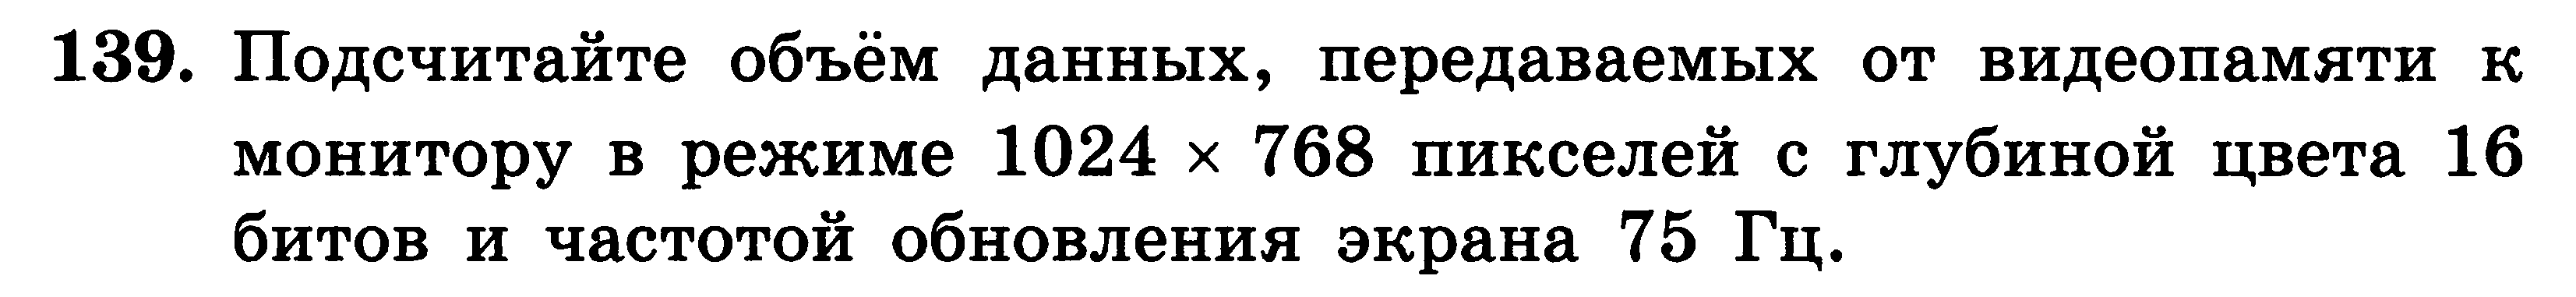 139. Подсчитайте объём данных, передаваемых от видеопамяти к
монитору в режиме 1024 × 768 пикселей с глубиной цвета 16
битов и частотой обновления экрана 75 Гц.